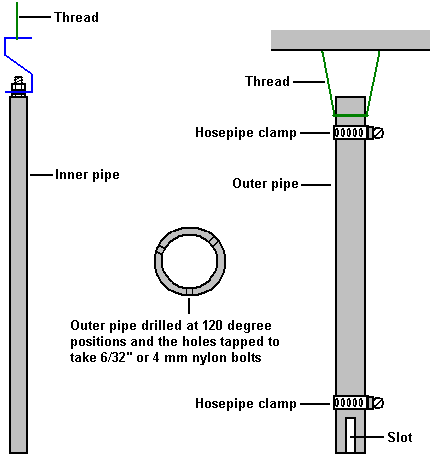 Thread
Thread
Hosepipe clamp
Inner pipe
Outer pipe
Outer pipe drilled at 120 degree
positions and the holes tapped to
take 6/32" or 4 mm nylon bolts
Hosepipe clamp
Slot